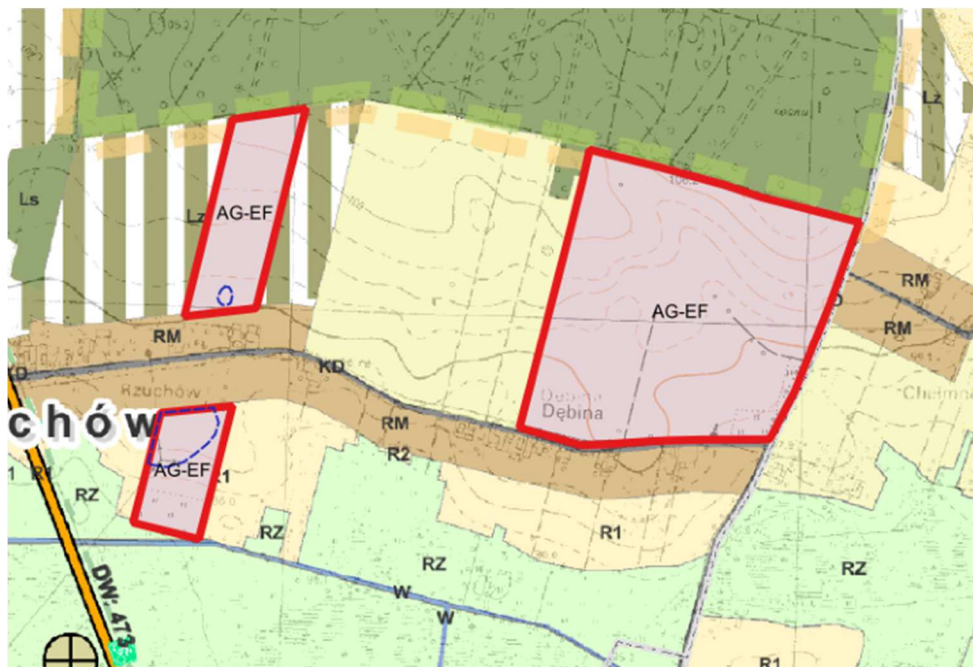 Lz
Ls
Lz
AG-EF
RM
AG-EF
RM
RM
KD
Rzuchów
Dębina
Dębina
chów
RM
R2
AG-EF
R1
RZ
RZ
R1
RZ
RZ
W
W
DW: 473
R1